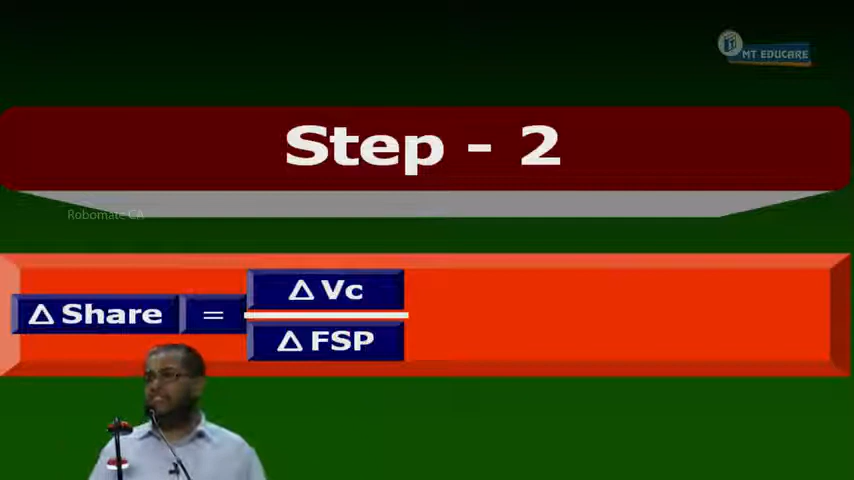 MT EDUCARE
Step - 2
Robomate CA
Δ Share = Δ Vc
Δ FSP